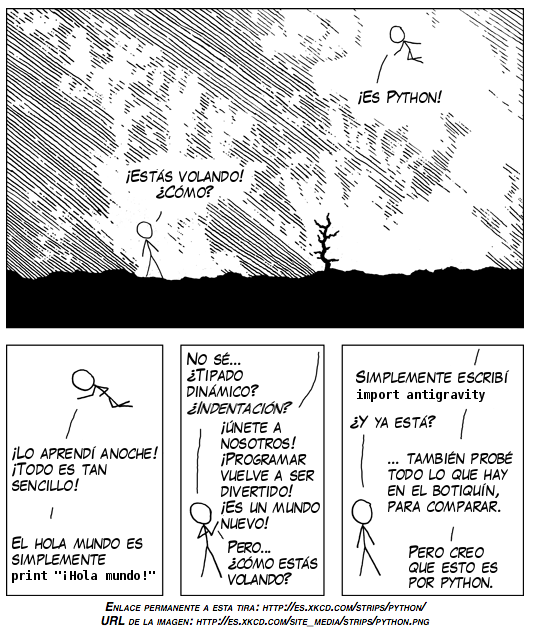 ¡Estás volando!
¿Cómo?
¡Es Python!
¡Lo aprendí anoche!
¡Todo es tan
sencillo!
El hola mundo es
simplemente
print "¡Hola mundo!"
No sé...
¿Tipado
dinámico?
¿Indentación?
¡Únete a
nosotros!
¡Programar
vuelve a ser
divertido!
¡Es un mundo
nuevo!
Pero...
¿cómo estás
volando?
Simplemente escribí
import antigravity
¿Y ya está?
... también probé
todo lo que hay
en el botiquín,
para comparar.
Pero creo
que esto es
por python.
Enlace permanente a esta tira: http://es.xkcd.com/strips/python/
URL de la imagen: http://es.xkcd.com/site_media/strips/python.png